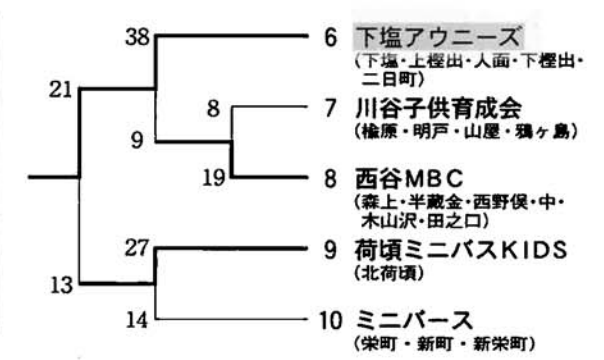 38
6 下塩アウニーズ
(下塩・上樫出・人面・下樫出・
二日町)
21
8
7 川谷子供育成会
(楡原・明戸・山屋・鴉ヶ島)
9
19
8 西谷MBC
(森上・半蔵金・西野俣・中・
木山沢・田之口)
27
9 荷頃ミニバスKIDS
(北荷頃)
13
14
10 ミニバース
(栄町・新町・新栄町)